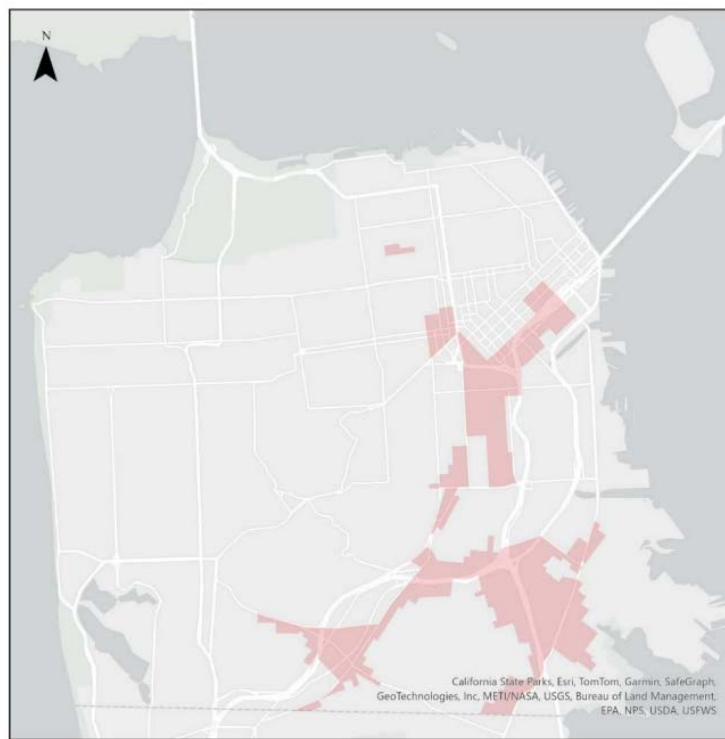 N
California State Parks, Esri, TomTom, Garmin, SafeGraph,
GeoTechnologies, Inc, METI/NASA, USGS, Bureau of Land Management,
EPA, NPS, USDA, USFWS